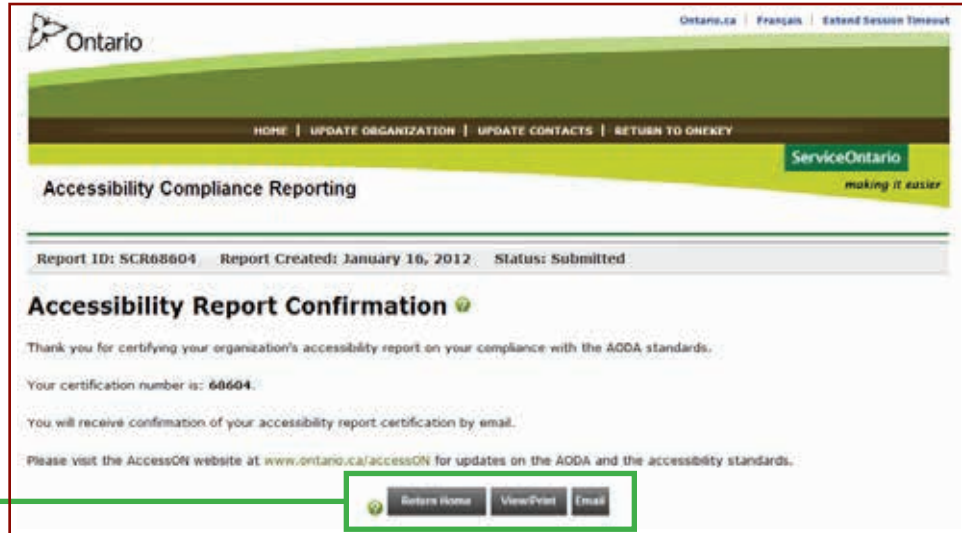 Ontario.ca | Français | Extend Session Timeout
Ontario
HOME | UPDATE ORGANIZATION | UPDATE CONTACTS | RETURN TO ONEKEY
ServiceOntario
making it easier
Accessibility Compliance Reporting
Report ID: SCR68604 Report Created: January 16, 2012 Status: Submitted
Accessibility Report Confirmation
Thank you for certifying your organization's accessibility report on your compliance with the AODA standards.
Your certification number is: 68604.
You will receive confirmation of your accessibility report certification by email.
Please visit the AccessON website at www.ontario.ca/accessON for updates on the AODA and the accessibility standards.
Return Home View/Print Email